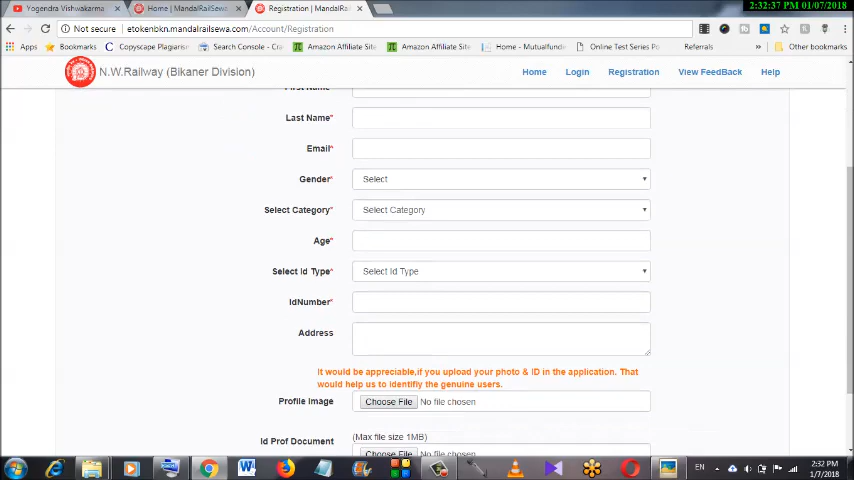 2:32:37 PM 01/07/2018
Yogendra Vishwakarma
Home | MandalRailSewa
Registration | MandalRa
Not secure
etokenbkn.mandalrailsewa.com/Account/Registration
Apps
Bookmarks
Copyscape Plagiarism
Search Console - Cra
Amazon Affiliate Site
Amazon Affiliate Site
Home - Mutualfunds
Online Test Series Po
Referrals
»
Other bookmarks
N.W.Railway (Bikaner Division)
Home
Login
Registration
View FeedBack
Help
First Name
Last Name*
Email*
Gender*
Select
Select Category*
Select Category
Age*
Select Id Type*
Select Id Type
IdNumber*
Address
It would be appreciable,if you upload your photo & ID in the application. That
would help us to identifiy the genuine users.
Profile Image
Choose File
No file chosen
(Max file size 1MB)
Id Prof Document
Choose File
No file chosen
EN
2:32 PM
1/7/2018